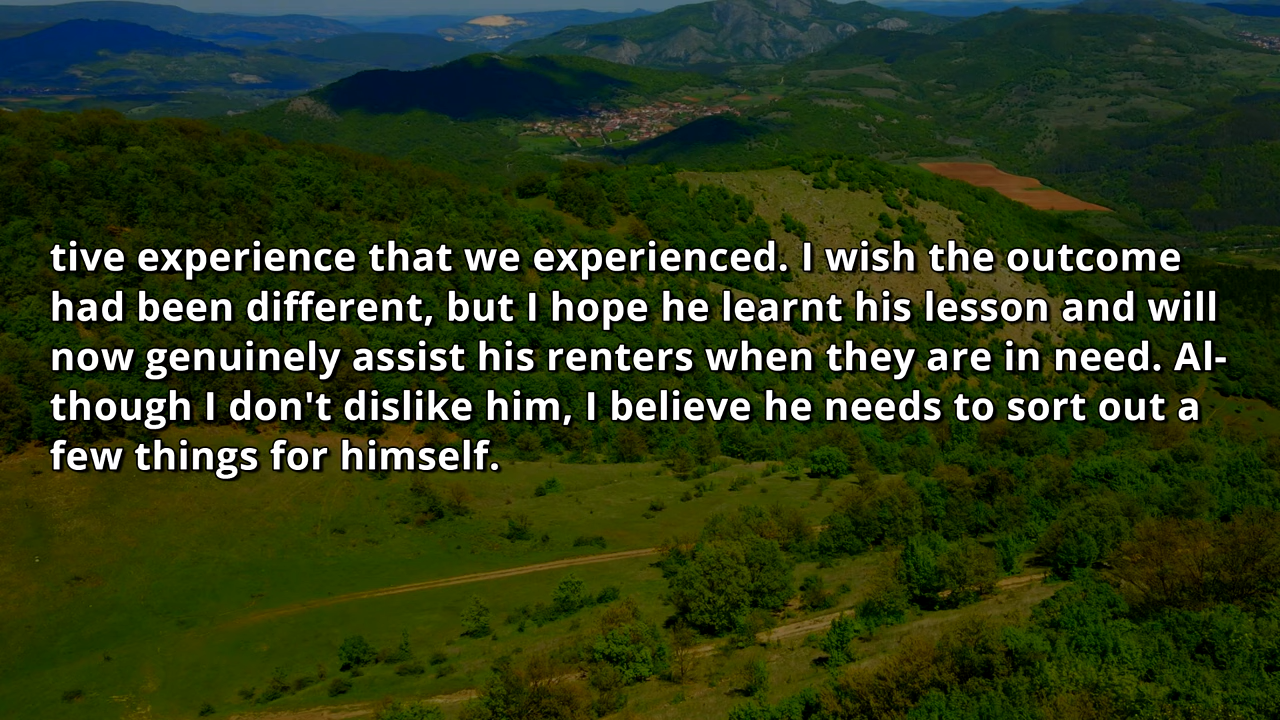 tive experience that we experienced. I wish the outcome
had been different, but I hope he learnt his lesson and will
now genuinely assist his renters when they are in need. Al-
though I don't dislike him, I believe he needs to sort out a
few things for himself.